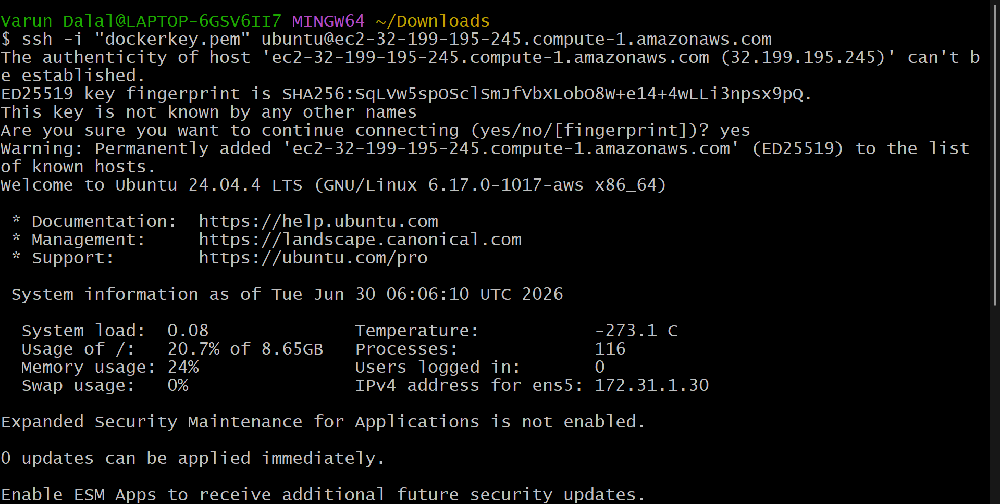 Varun Dalal@LAPTOP-6GSV6II7 MINGW64 ~/Downloads
$ ssh -i "dockerkey.pem" ubuntu@ec2-32-199-195-245.compute-1.amazonaws.com
The authenticity of host 'ec2-32-199-195-245.compute-1.amazonaws.com (32.199.195.245)' can't b
e established.
ED25519 key fingerprint is SHA256:SqLVw5spOSclSmJfVbXLobO8W+e14+4wLLi3npsx9pQ.
This key is not known by any other names
Are you sure you want to continue connecting (yes/no/[fingerprint])? yes
Warning: Permanently added 'ec2-32-199-195-245.compute-1.amazonaws.com' (ED25519) to the list
of known hosts.
Welcome to Ubuntu 24.04.4 LTS (GNU/Linux 6.17.0-1017-aws x86_64)

 * Documentation:  https://help.ubuntu.com
 * Management:     https://landscape.canonical.com
 * Support:        https://ubuntu.com/pro

 System information as of Tue Jun 30 06:06:10 UTC 2026

  System load:  0.08              Temperature:           -273.1 C
  Usage of /:   20.7% of 8.65GB   Processes:             116
  Memory usage: 24%               Users logged in:       0
  Swap usage:   0%                IPv4 address for ens5: 172.31.1.30

Expanded Security Maintenance for Applications is not enabled.

0 updates can be applied immediately.

Enable ESM Apps to receive additional future security updates.